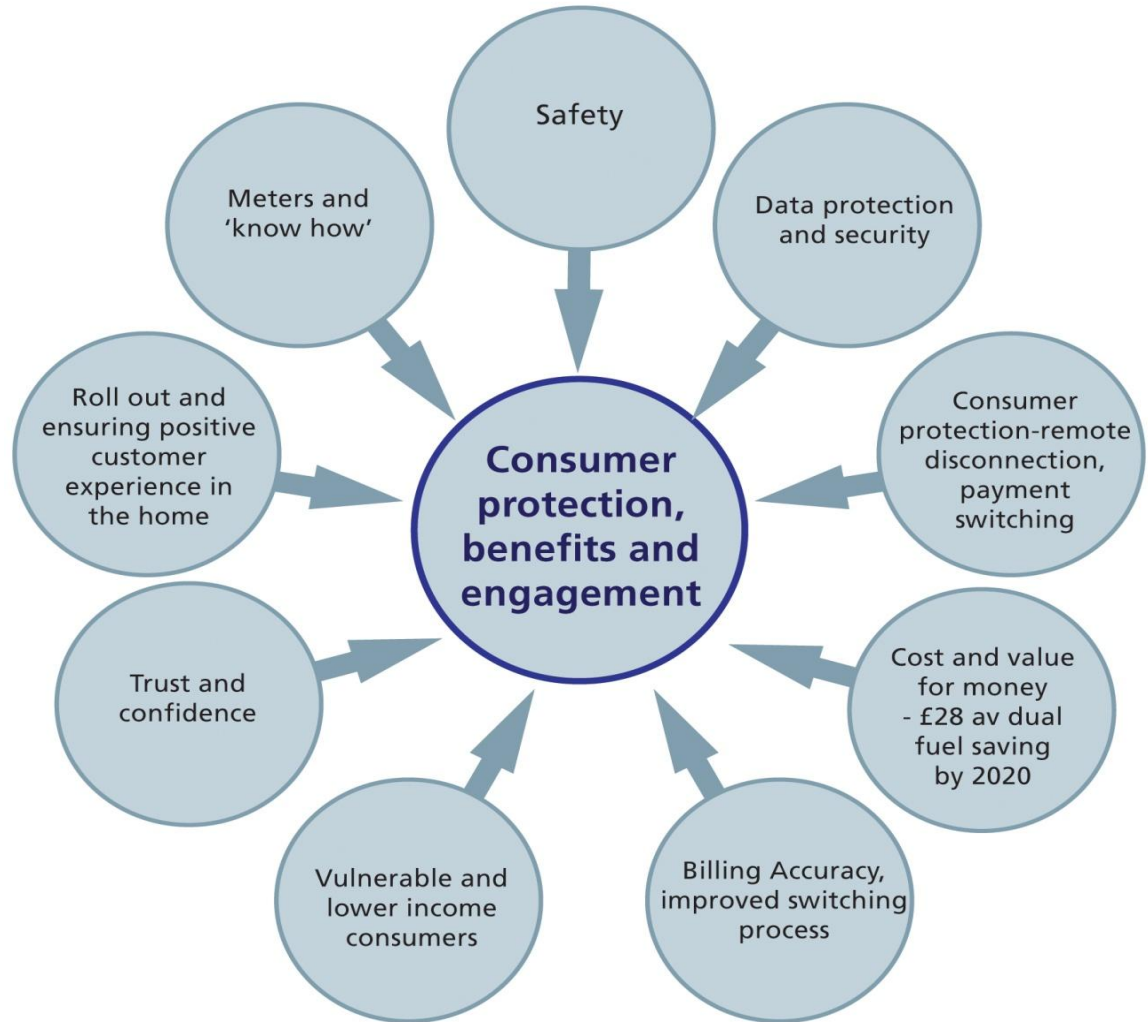 Safety
Data protection
and security
Consumer
protection-remote
disconnection,
payment
switching
Cost and value
for money
- £28 av dual
fuel saving
by 2020
Billing Accuracy,
improved switching
process
Vulnerable and
lower income
consumers
Trust and
confidence
Roll out and
ensuring positive
customer
experience in
the home
Meters and
‘know how’
Consumer
protection,
benefits and
engagement